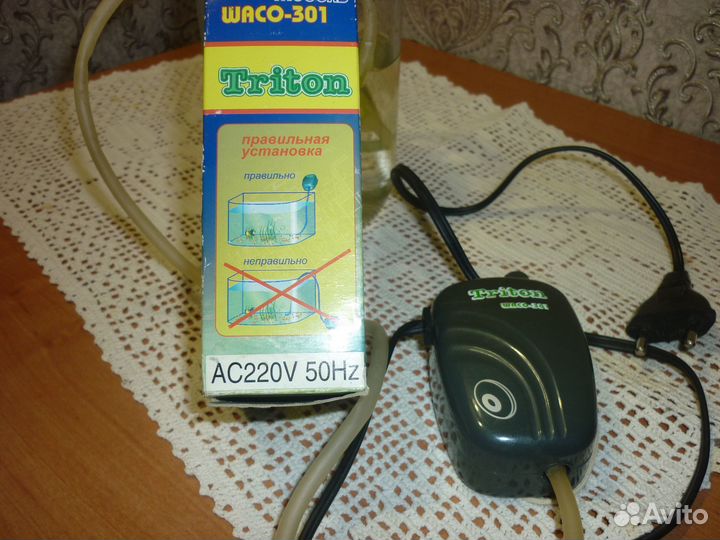 WACO-301
Triton
правильная
установка
правильно
неправильно
AC220V 50Hz
Triton
WACO-301
Avito